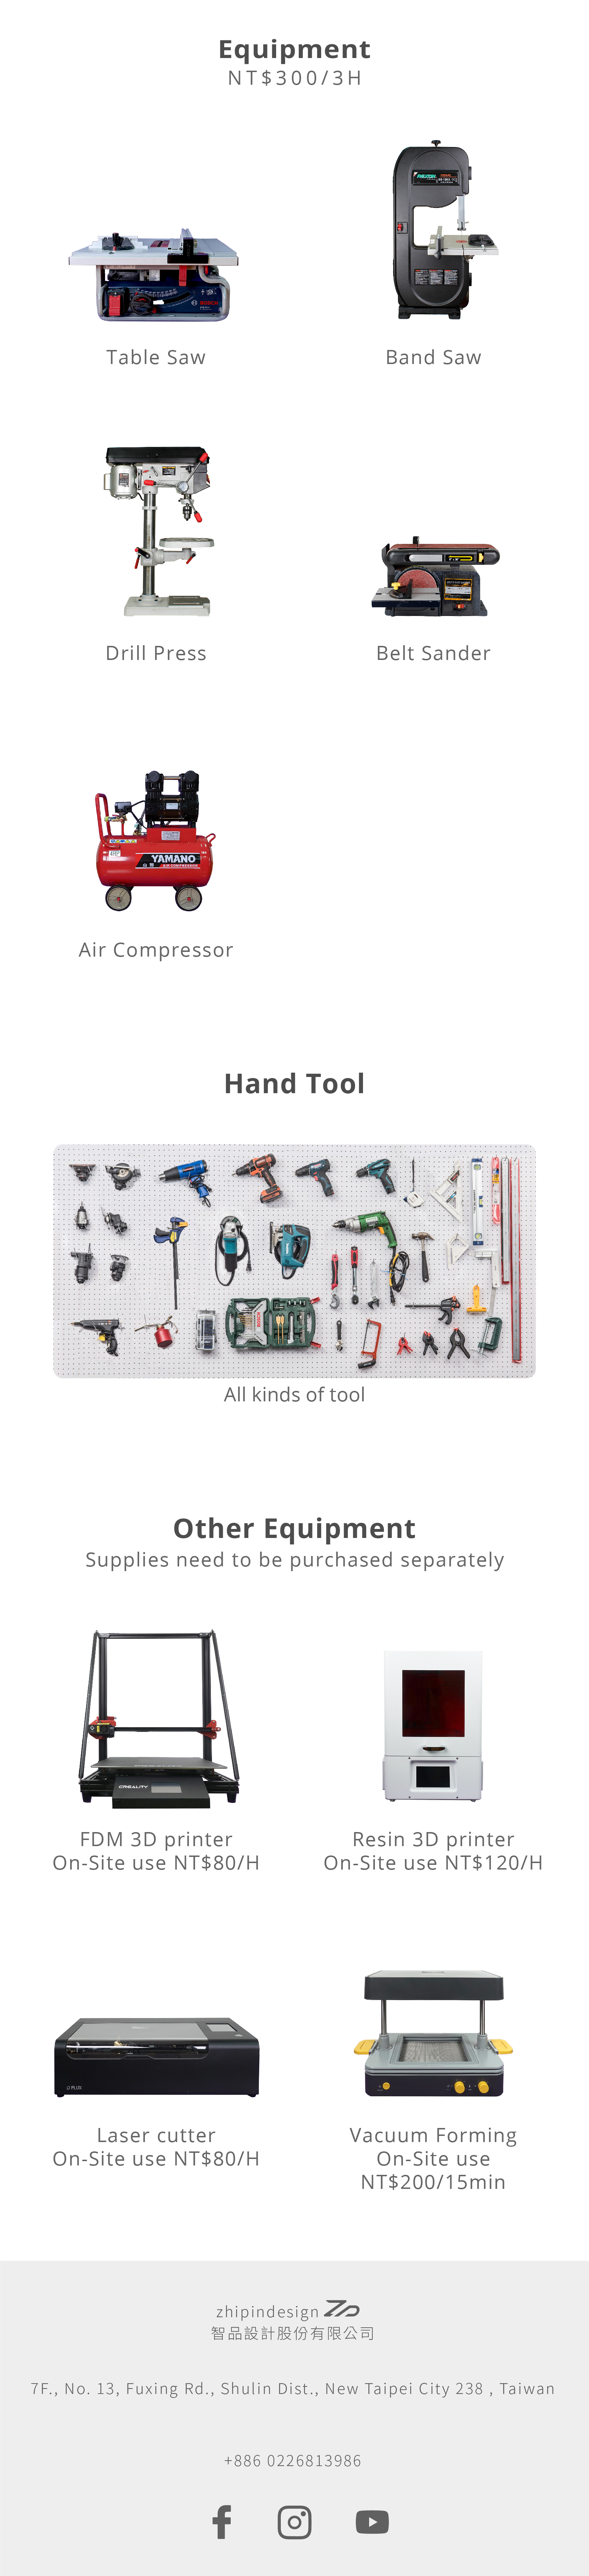 Equipment
NT$300/3H
BOSCH
Table Saw
Band Saw
Drill Press
Belt Sander
YAMANO
AIR COMPRESSOR
Air Compressor
Hand Tool
All kinds of tool
Other Equipment
Supplies need to be purchased separately
CREALITY
FDM 3D printer
On-Site use NT$80/H
Resin 3D printer
On-Site use NT$120/H
Laser cutter
On-Site use NT$80/H
Vacuum Forming
On-Site use
NT$200/15min
zhipindesign
智品設計股份有限公司
7F., No. 13, Fuxing Rd., Shulin Dist., New Taipei City 238 , Taiwan
+886 0226813986